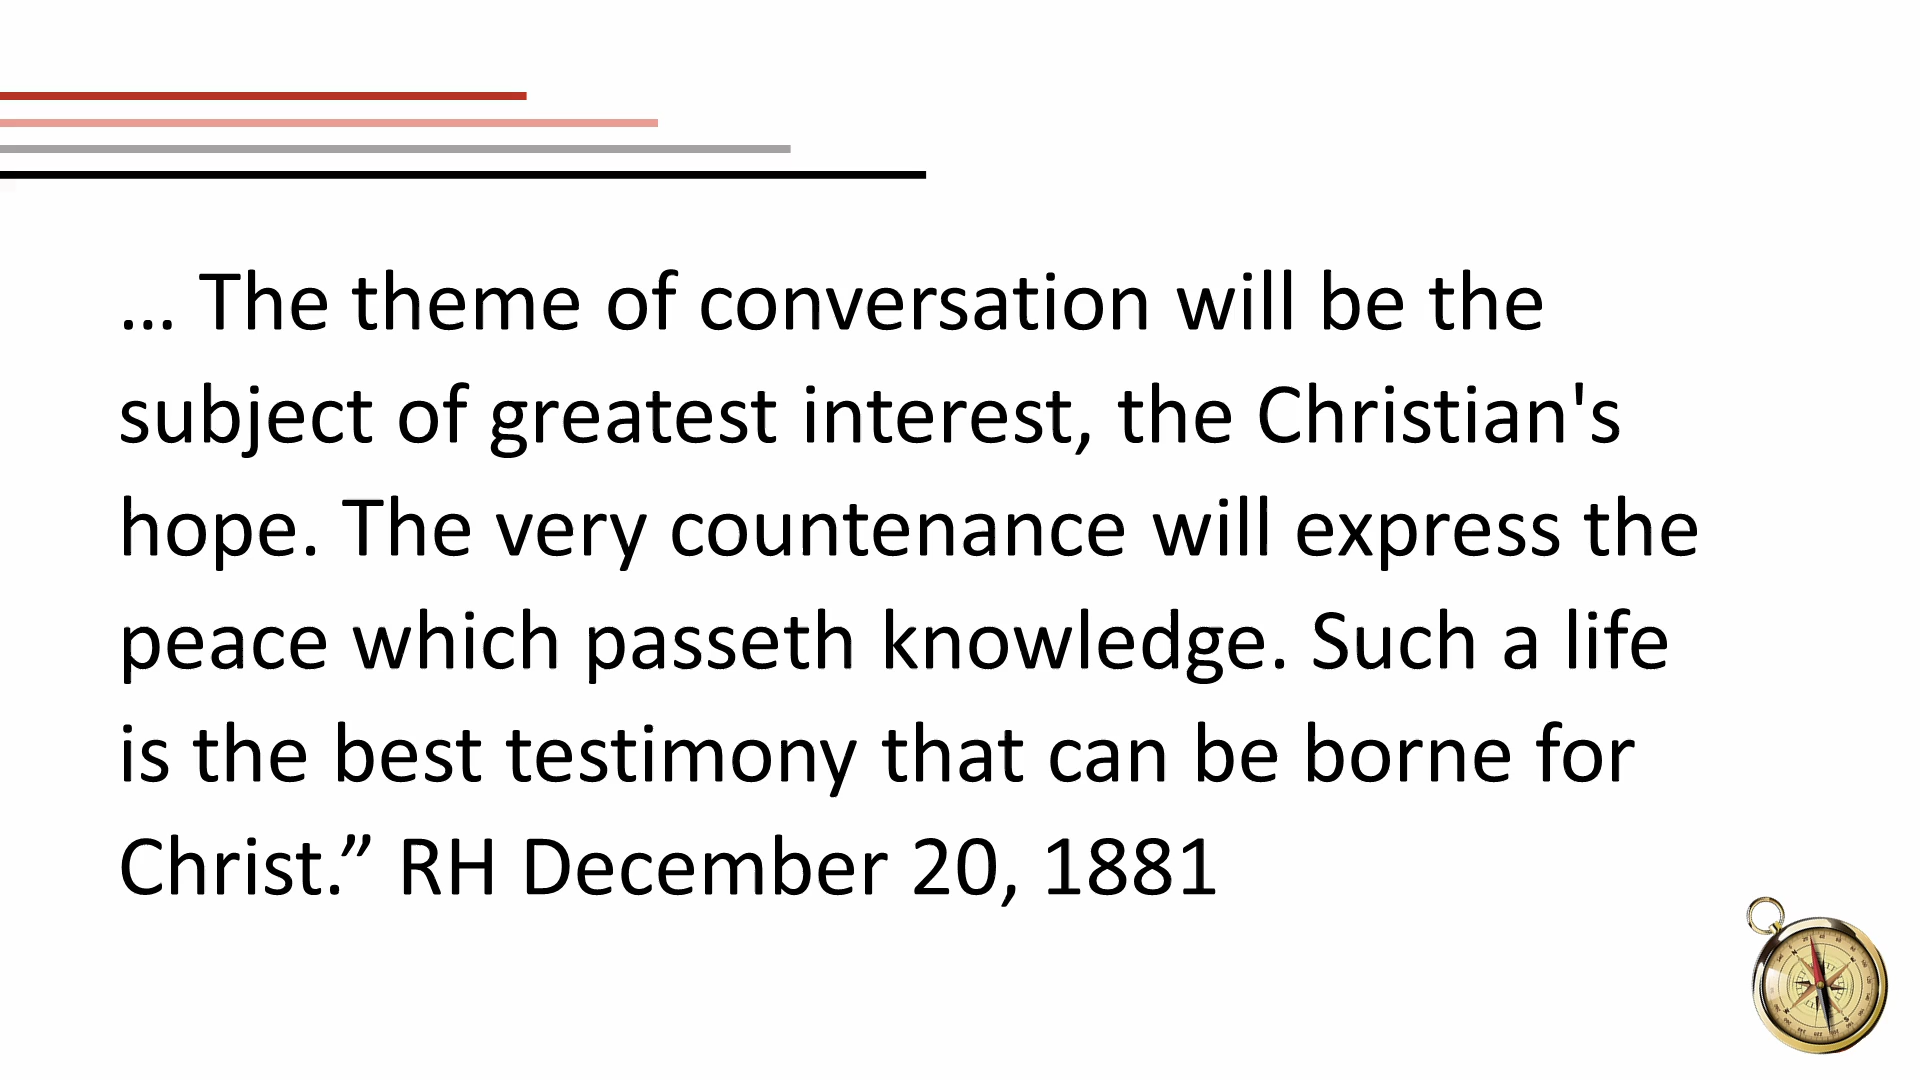 … The theme of conversation will be the
subject of greatest interest, the Christian's
hope. The very countenance will express the
peace which passeth knowledge. Such a life
is the best testimony that can be borne for
Christ.” RH December 20, 1881